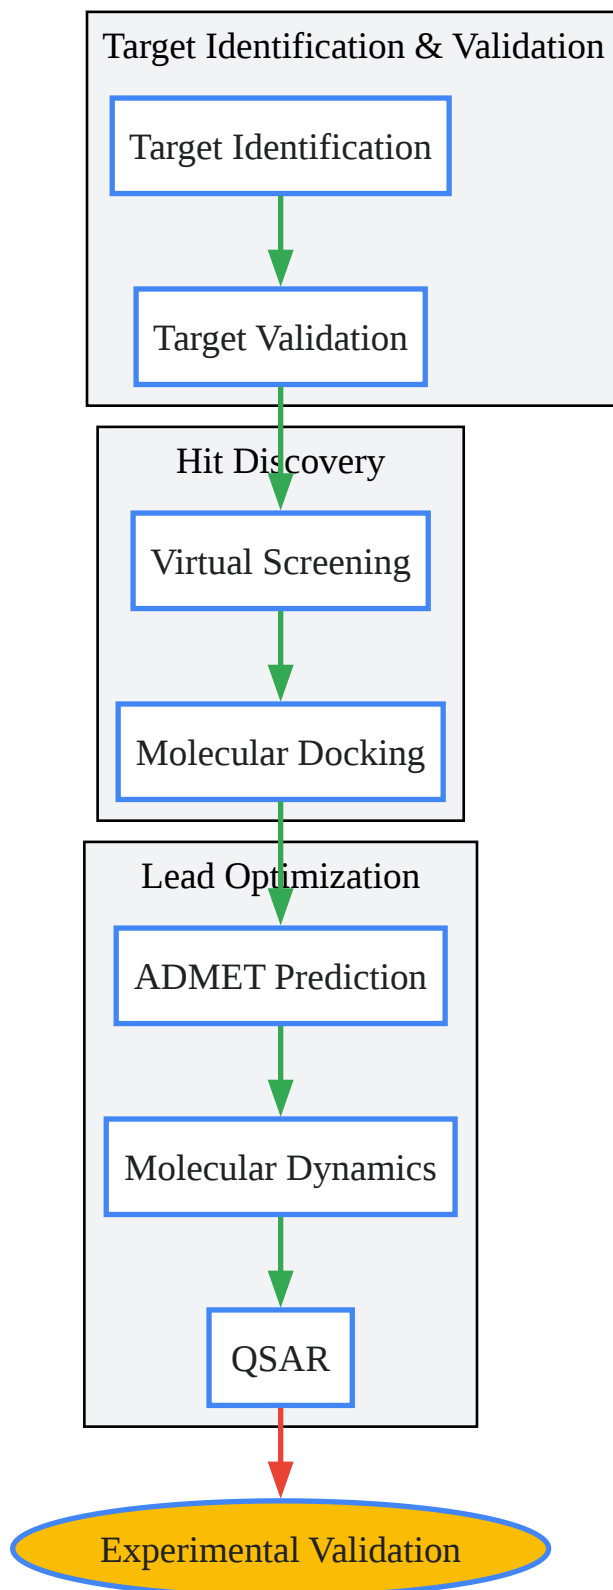 Target Identification & Validation
Target Identification
Target Validation
Hit Discovery
Virtual Screening
Molecular Docking
Lead Optimization
ADMET Prediction
Molecular Dynamics
QSAR
Experimental Validation